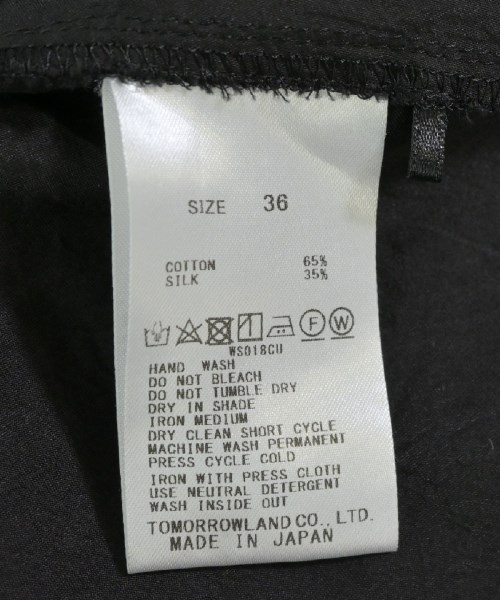 SIZE 36
COTTON 65%
SILK 35%
F W
WS018CU
HAND WASH
DO NOT BLEACH
DO NOT TUMBLE DRY
DRY IN SHADE
IRON MEDIUM
DRY CLEAN SHORT CYCLE
MACHINE WASH PERMANENT
PRESS CYCLE COLD
IRON WITH PRESS CLOTH
USE NEUTRAL DETERGENT
WASH INSIDE OUT
TOMORROWLAND CO., LTD.
MADE IN JAPAN